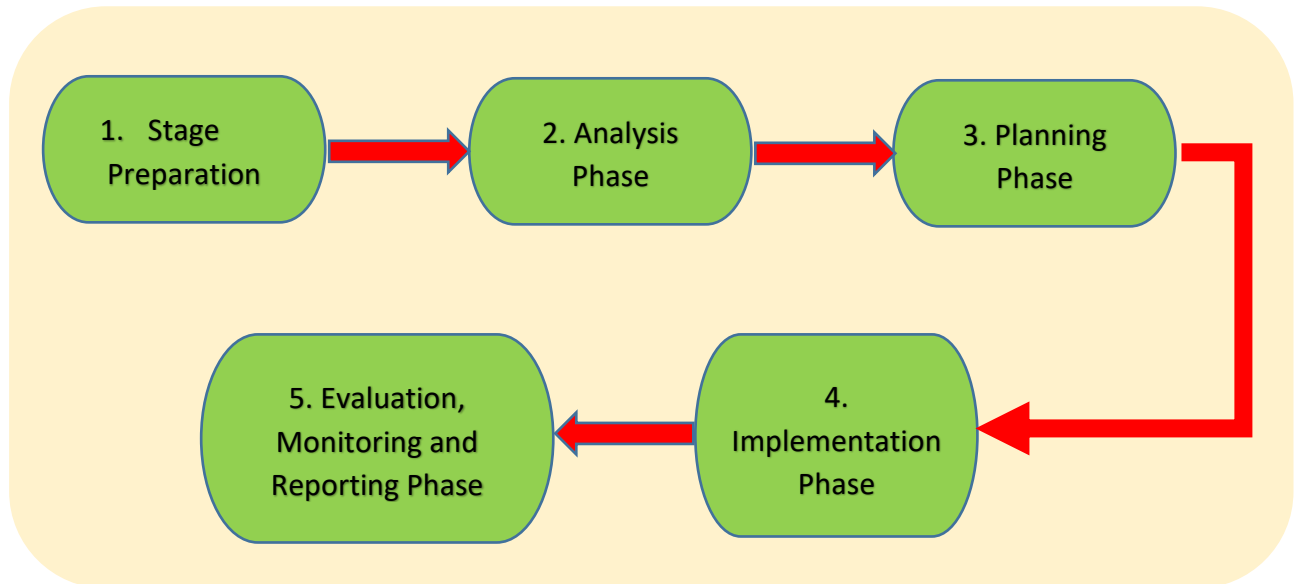 1. Stage
Preparation
2. Analysis
Phase
3. Planning
Phase
4.
Implementation
Phase
5. Evaluation,
Monitoring and
Reporting Phase